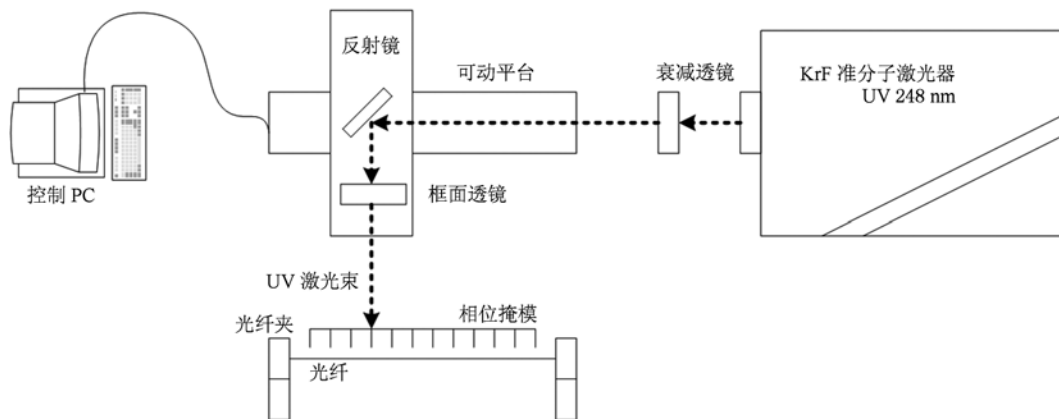 反射镜
可动平台
衰减透镜
KrF 准分子激光器
UV 248 nm
控制 PC
框面透镜
UV 激光束
光纤夹
相位掩模
光纤